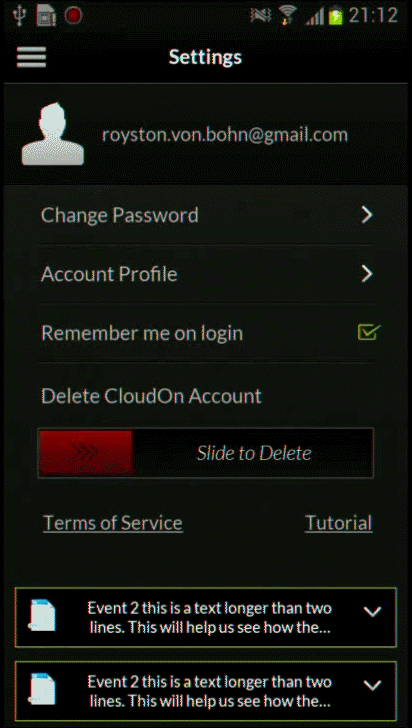 21:12
Settings
royston.von.bohn@gmail.com
Change Password
Account Profile
Remember me on login
Delete CloudOn Account
Slide to Delete
Terms of Service
Tutorial
Event 2 this is a text longer than two
lines. This will help us see how the...
Event 2 this is a text longer than two
lines. This will help us see how the...